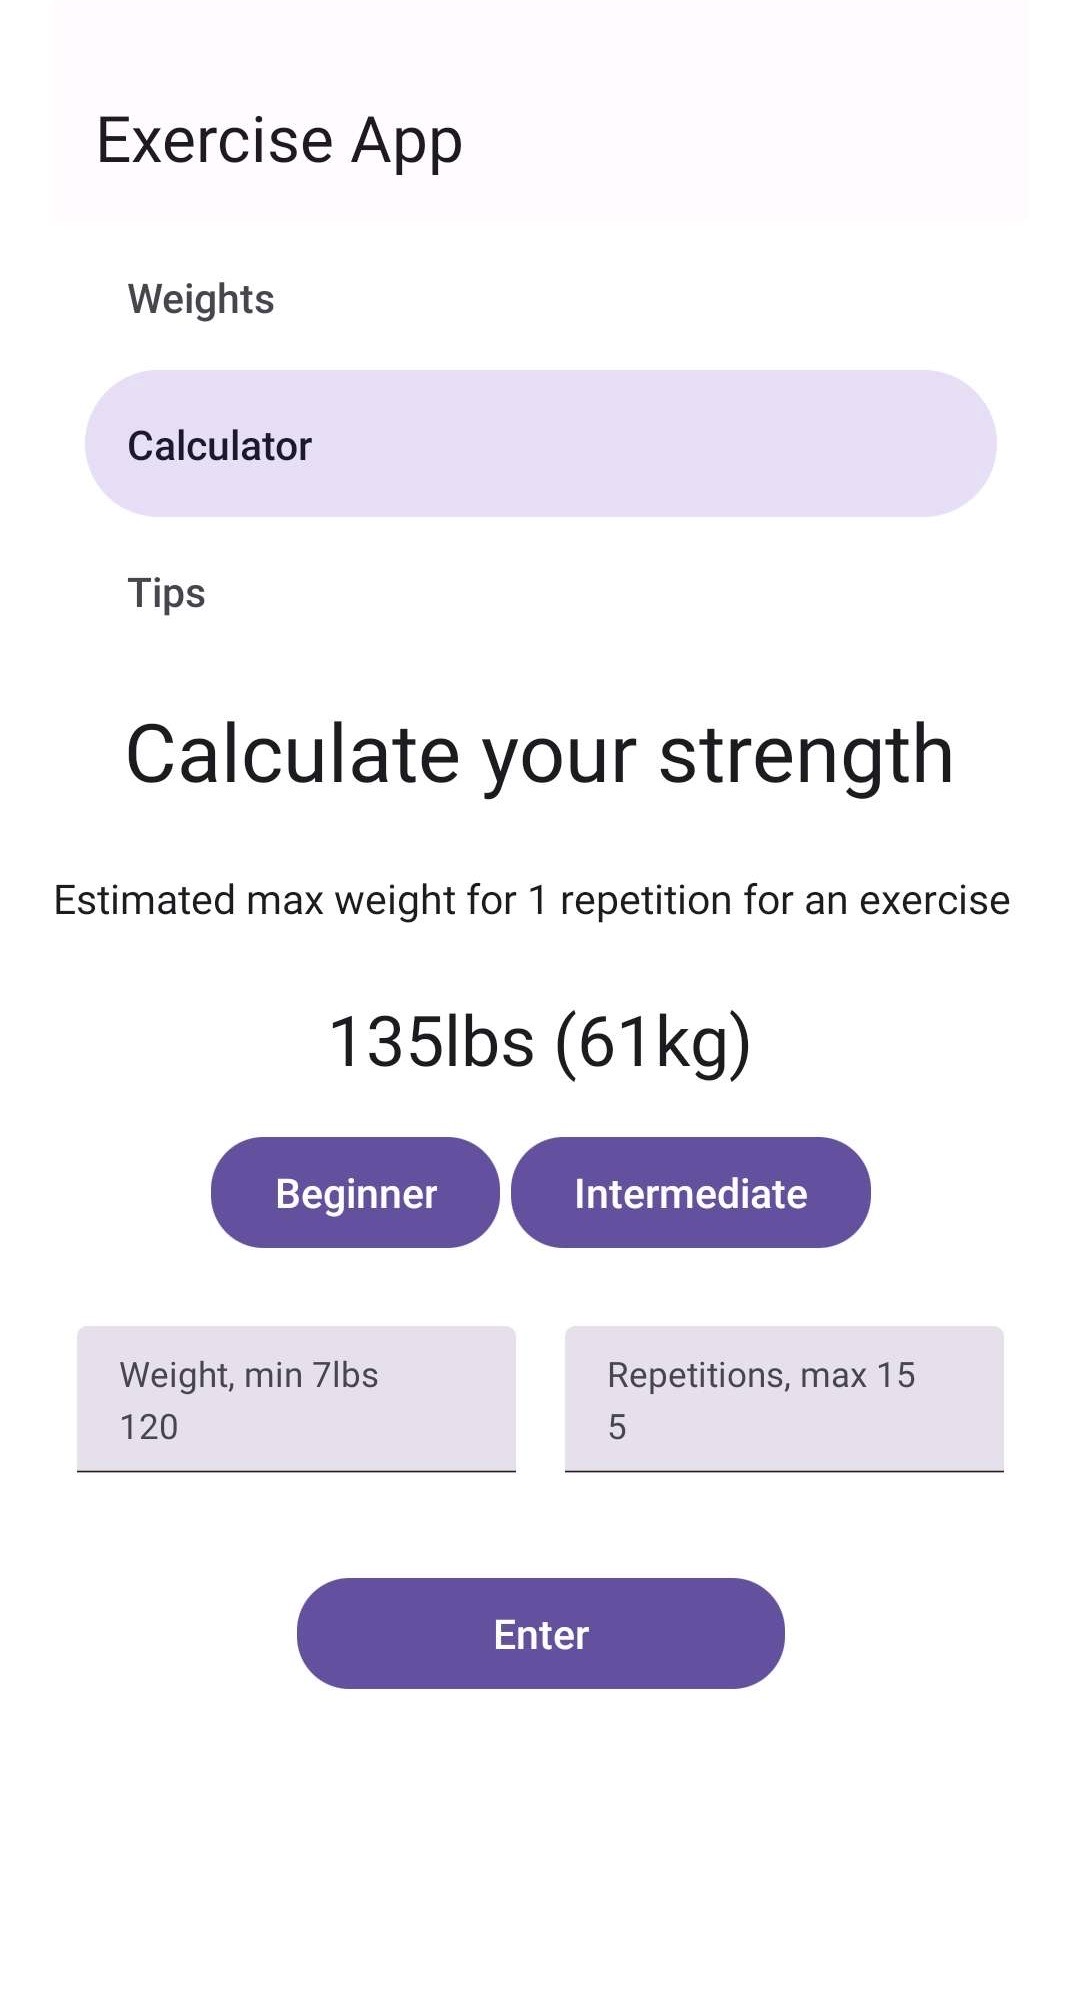 Exercise App
Weights
Calculator
Tips
Calculate your strength
Estimated max weight for 1 repetition for an exercise
135lbs (61kg)
Beginner
Intermediate
Weight, min 7lbs
120
Repetitions, max 15
5
Enter